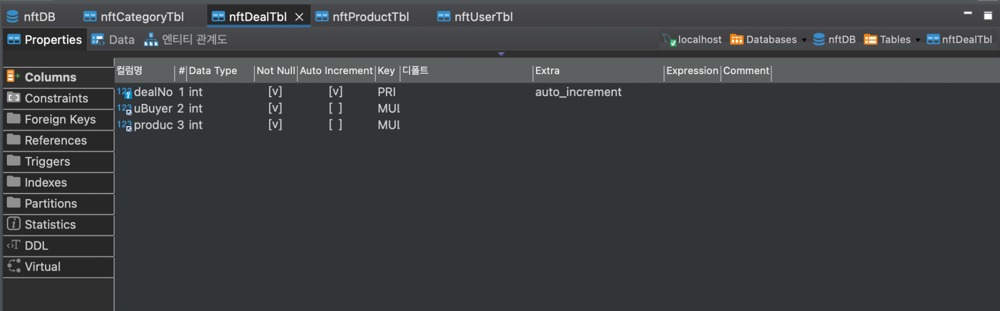 nftDB nftCategoryTbl nftDealTbl nftProductTbl nftUserTbl
Properties Data 엔티티 관계도 localhost Databases nftDB Tables nftDealTbl
컬럼명 # Data Type Not Null Auto Increment Key 디폴트 Extra Expression Comment
dealNo 1 int [v] [v] PRI auto_increment
uBuyer 2 int [v] [ ] MUL
produc 3 int [v] [ ] MUL
Columns
Constraints
Foreign Keys
References
Triggers
Indexes
Partitions
Statistics
DDL
Virtual